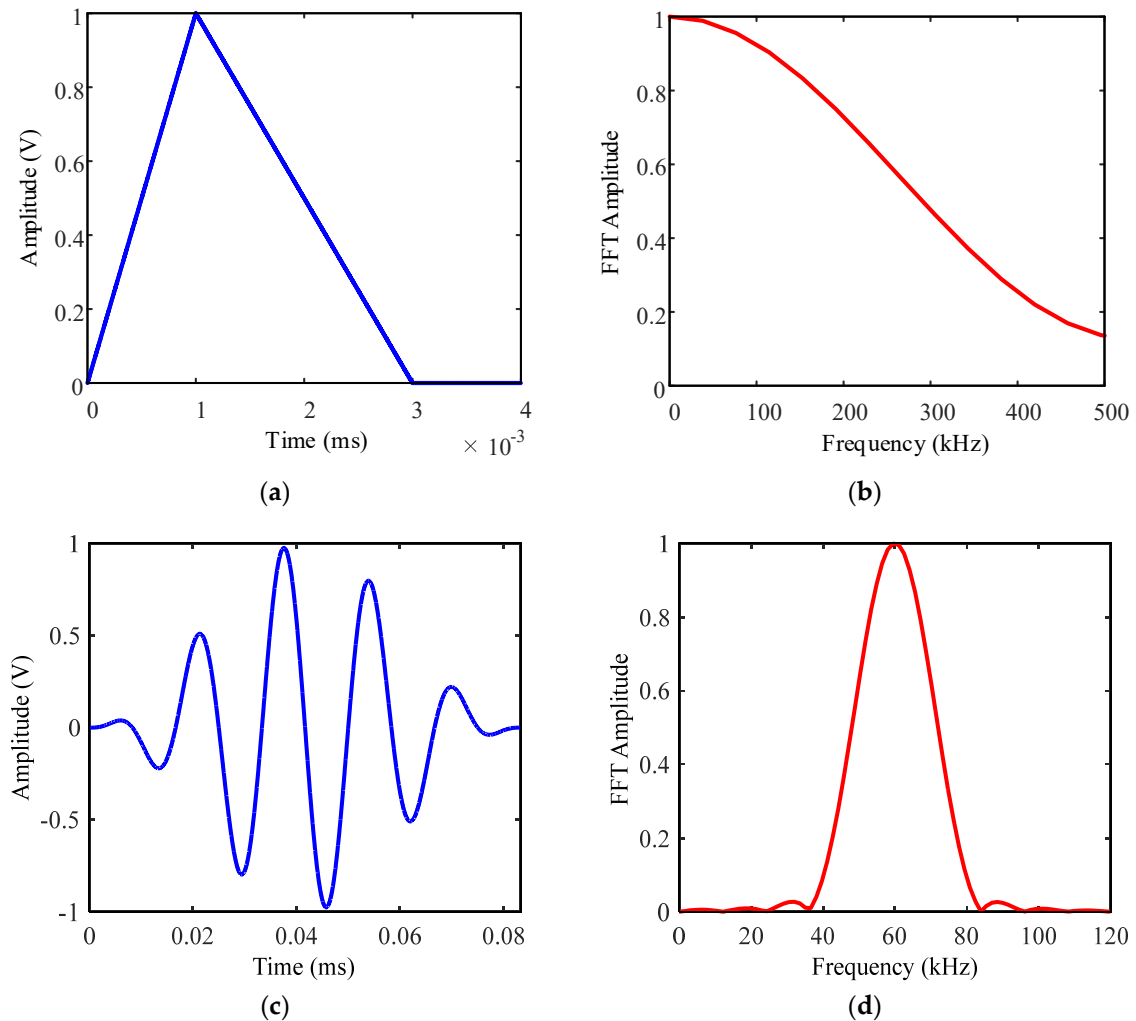 1
0.8
0.6
0.4
0.2
0
Amplitude (V)
0 1 2 3 4
Time (ms)
× 10-3
(a)
1
0.8
0.6
0.4
0.2
0
FFT Amplitude
0 100 200 300 400 500
Frequency (kHz)
(b)
1
0.5
0
-0.5
-1
Amplitude (V)
0 0.02 0.04 0.06 0.08
Time (ms)
(c)
1
0.8
0.6
0.4
0.2
0
FFT Amplitude
0 20 40 60 80 100 120
Frequency (kHz)
(d)